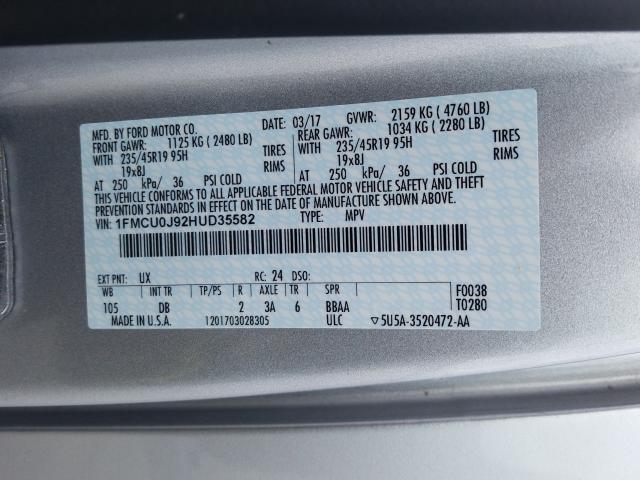 MFD. BY FORD MOTOR CO. DATE: 03/17 GVWR: 2159 KG ( 4760 LB)
FRONT GAWR: 1125 KG ( 2480 LB) REAR GAWR: 1034 KG ( 2280 LB)
WITH 235/45R19 95H TIRES WITH 235/45R19 95H TIRES
19x8J RIMS 19x8J RIMS
AT 250 kPa/ 36 PSI COLD AT 250 kPa/ 36 PSI COLD
THIS VEHICLE CONFORMS TO ALL APPLICABLE FEDERAL MOTOR VEHICLE SAFETY AND THEFT
PREVENTION STANDARDS IN EFFECT ON THE DATE OF MANUFACTURE SHOWN ABOVE.
VIN: 1FMCU0J92HUD35582 TYPE: MPV
EXT PNT: UX RC: 24 DSO:
WB INT TR TP/PS R AXLE TR SPR F0038
105 DB 2 3A 6 BBAA T0280
MADE IN U.S.A. 1201703028305 ULC ▽5U5A-3520472-AA